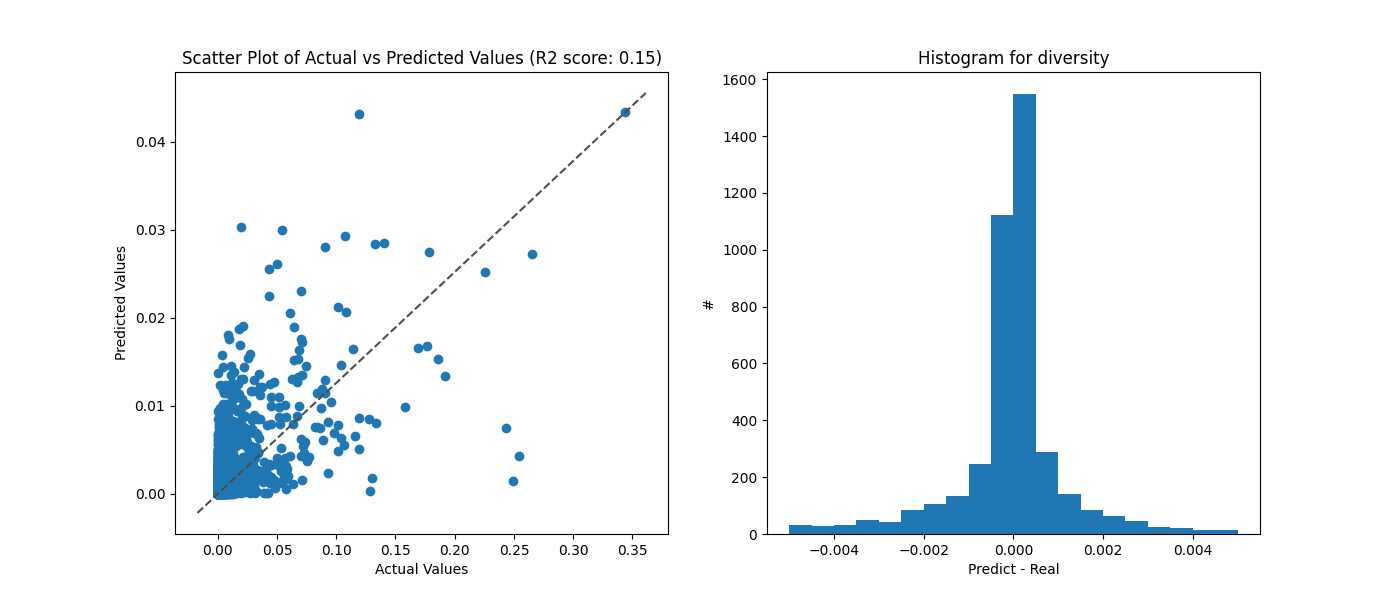 Scatter Plot of Actual vs Predicted Values (R2 score: 0.15)
0.04
0.03
0.02
0.01
0.00
Predicted Values
0.00 0.05 0.10 0.15 0.20 0.25 0.30 0.35
Actual Values
Histogram for diversity
1600
1400
1200
1000
800
600
400
200
0
#
−0.004 −0.002 0.000 0.002 0.004
Predict - Real